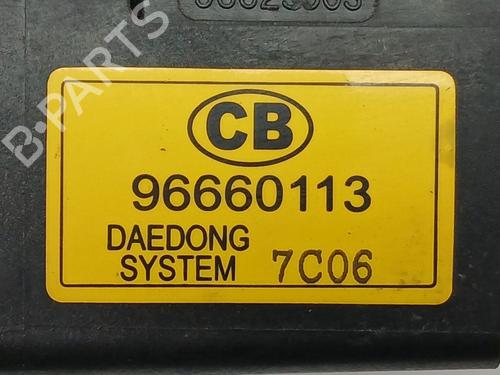 B-PARTS
CB
96660113
DAEDONG
SYSTEM 7C06